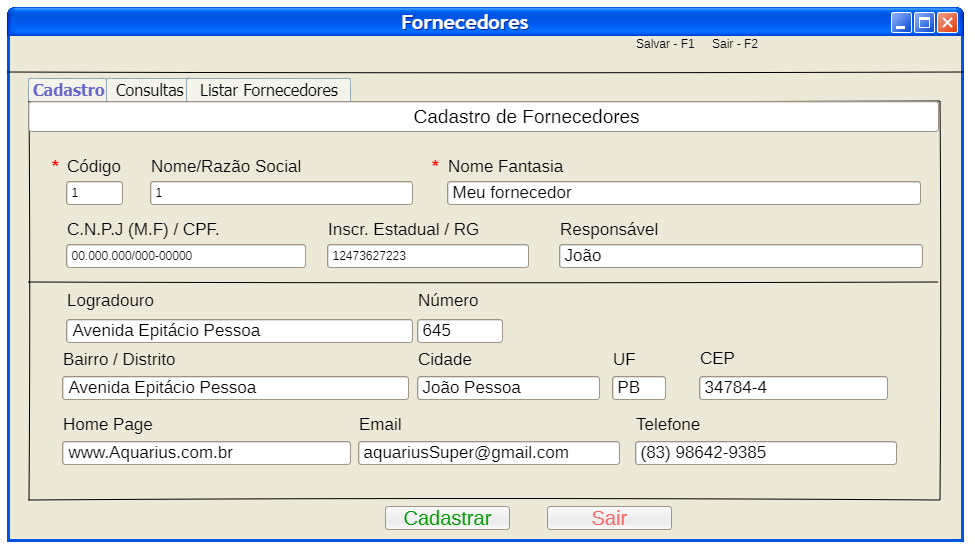 Fornecedores
Salvar - F1 Sair - F2
Cadastro Consultas Listar Fornecedores
Cadastro de Fornecedores
* Código Nome/Razão Social * Nome Fantasia
1 1 Meu fornecedor
C.N.P.J (M.F) / CPF. Inscr. Estadual / RG Responsável
00.000.000/000-00000 12473627223 João
Logradouro Número
Avenida Epitácio Pessoa 645
Bairro / Distrito Cidade UF CEP
Avenida Epitácio Pessoa João Pessoa PB 34784-4
Home Page Email Telefone
www.Aquarius.com.br aquariusSuper@gmail.com (83) 98642-9385
Cadastrar Sair